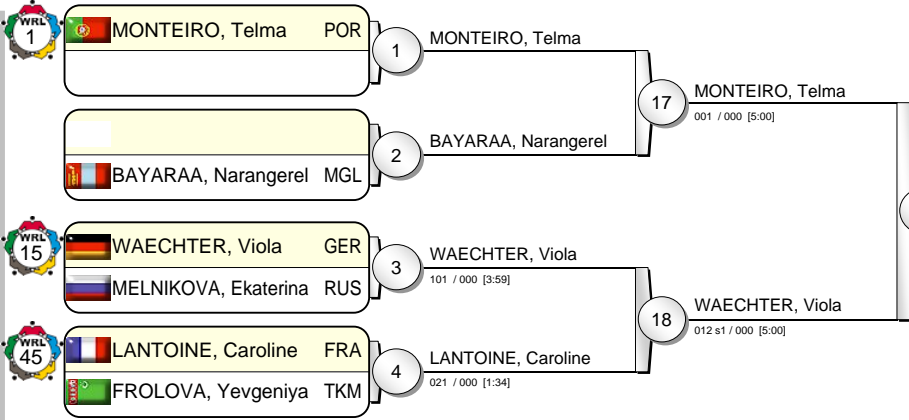 WRL
1
MONTEIRO, Telma POR
1
MONTEIRO, Telma
17
MONTEIRO, Telma
001 / 000 [5:00]
2
BAYARAA, Narangerel
BAYARAA, Narangerel MGL
WRL
15
WAECHTER, Viola GER
MELNIKOVA, Ekaterina RUS
3
WAECHTER, Viola
101 / 000 [3:59]
18
WAECHTER, Viola
012 s1 / 000 [5:00]
WRL
45
LANTOINE, Caroline FRA
FROLOVA, Yevgeniya TKM
4
LANTOINE, Caroline
021 / 000 [1:34]